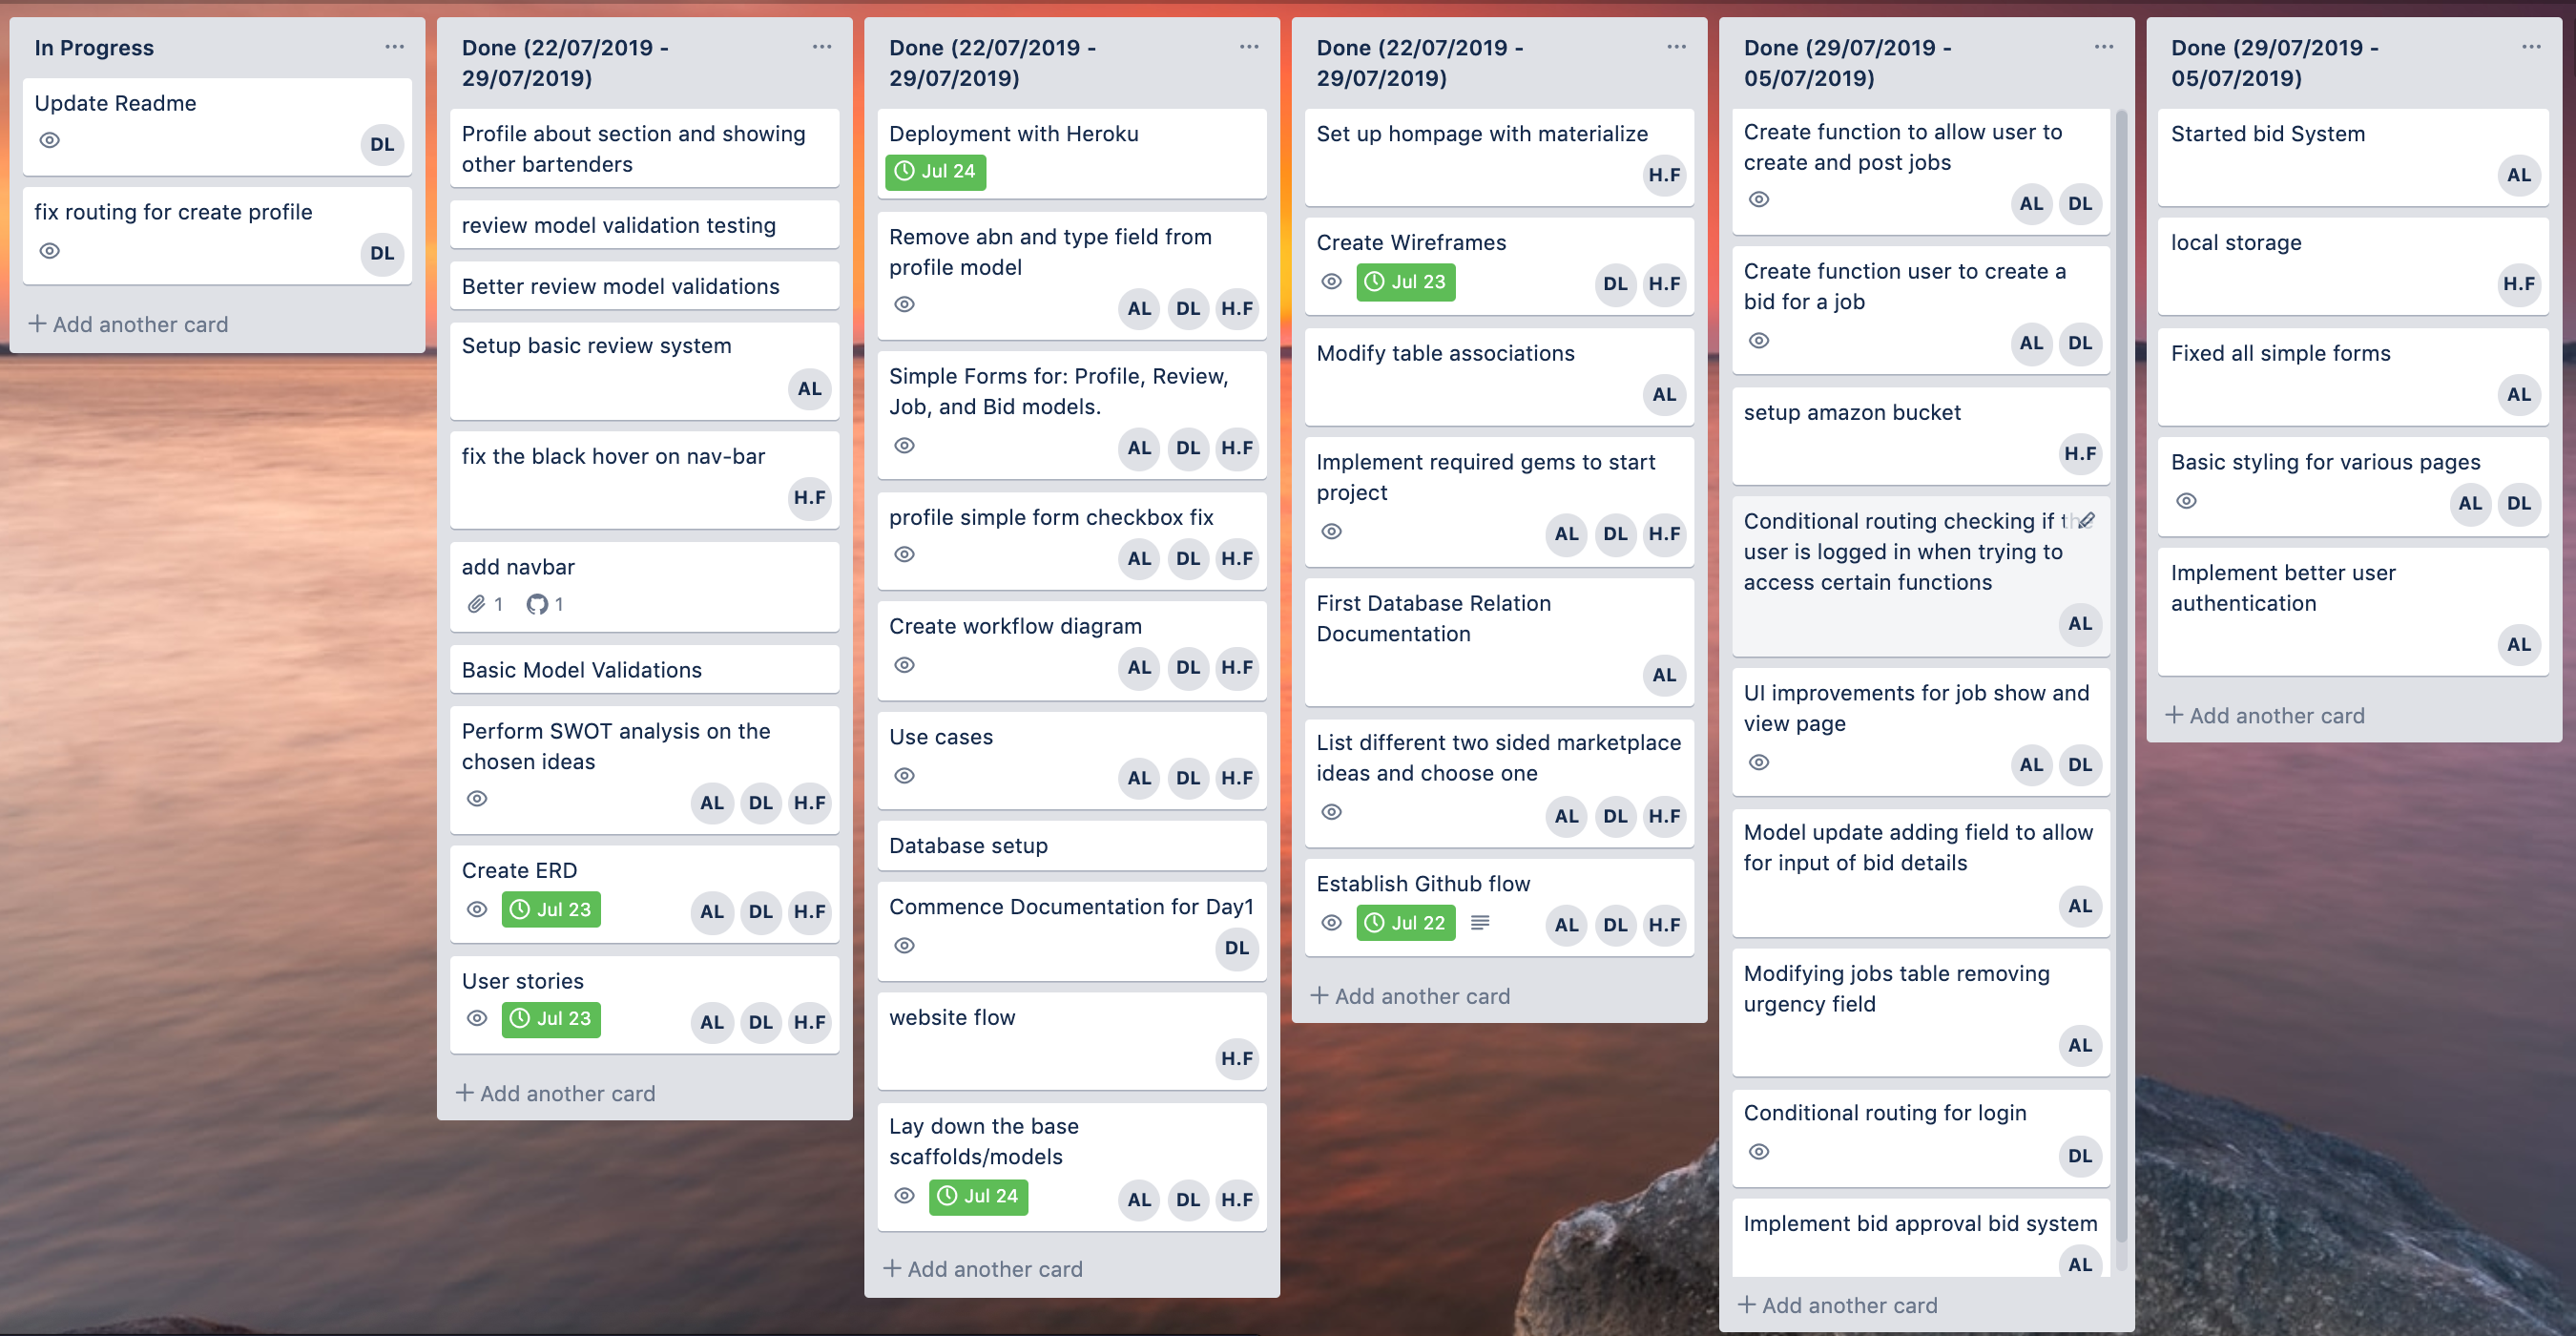 In Progress
Update Readme
DL
fix routing for create profile
DL
Add another card
Done (22/07/2019 -
29/07/2019)
Profile about section and showing
other bartenders
review model validation testing
Better review model validations
Setup basic review system
AL
fix the black hover on nav-bar
H.F
add navbar
1 1
Basic Model Validations
Perform SWOT analysis on the
chosen ideas
AL DL H.F
Create ERD
Jul 23 AL DL H.F
User stories
Jul 23 AL DL H.F
Add another card
Done (22/07/2019 -
29/07/2019)
Deployment with Heroku
Jul 24
Remove abn and type field from
profile model
AL DL H.F
Simple Forms for: Profile, Review,
Job, and Bid models.
AL DL H.F
profile simple form checkbox fix
AL DL H.F
Create workflow diagram
AL DL H.F
Use cases
AL DL H.F
Database setup
Commence Documentation for Day1
DL
website flow
H.F
Lay down the base
scaffolds/models
Jul 24 AL DL H.F
Add another card
Done (22/07/2019 -
29/07/2019)
Set up hompage with materialize
H.F
Create Wireframes
Jul 23 DL H.F
Modify table associations
AL
Implement required gems to start
project
AL DL H.F
First Database Relation
Documentation
AL
List different two sided marketplace
ideas and choose one
AL DL H.F
Establish Github flow
Jul 22 AL DL H.F
Add another card
Done (29/07/2019 -
05/07/2019)
Create function to allow user to
create and post jobs
AL DL
Create function user to create a
bid for a job
AL DL
setup amazon bucket
H.F
Conditional routing checking if the
user is logged in when trying to
access certain functions
AL
UI improvements for job show and
view page
AL DL
Model update adding field to allow
for input of bid details
AL
Modifying jobs table removing
urgency field
AL
Conditional routing for login
DL
Implement bid approval bid system
AL
Add another card
Done (29/07/2019 -
05/07/2019)
Started bid System
AL
local storage
H.F
Fixed all simple forms
AL
Basic styling for various pages
AL DL
Implement better user
authentication
AL
Add another card